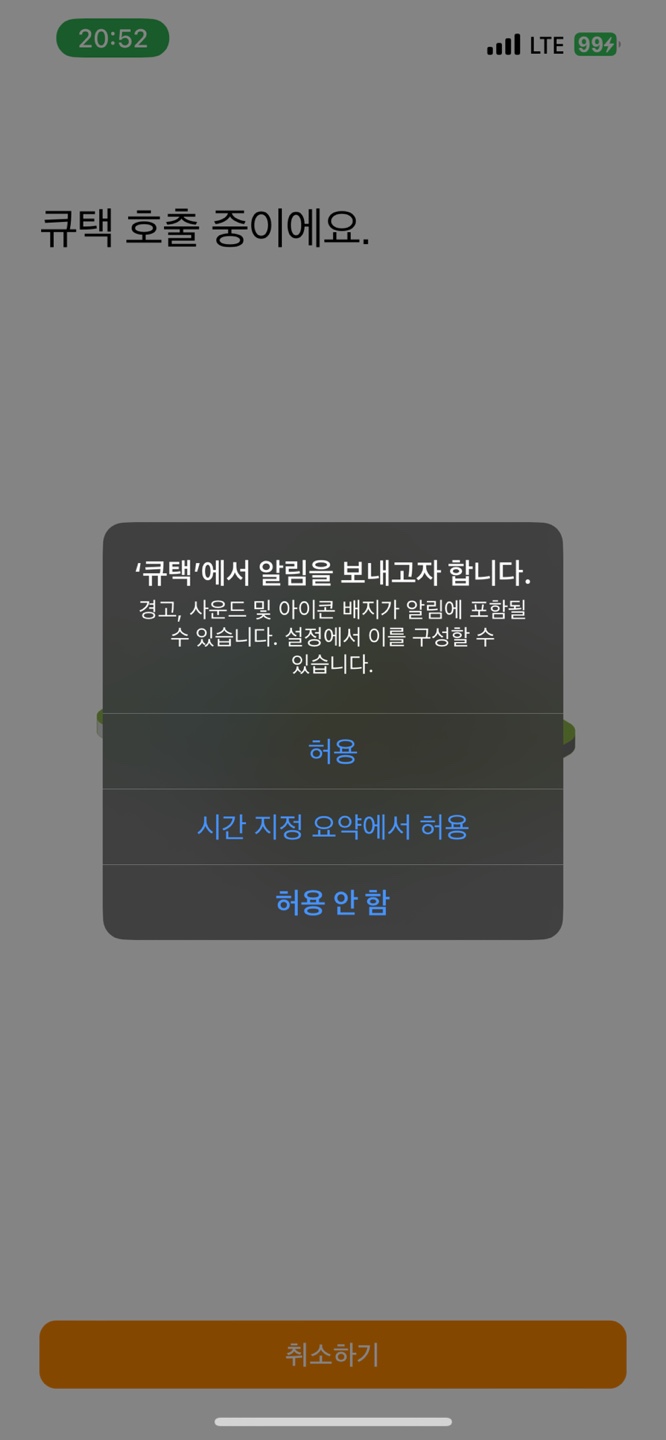 20:52
LTE 99
큐택 호출 중이에요.
‘큐택’에서 알림을 보내고자 합니다.
경고, 사운드 및 아이콘 배지가 알림에 포함될
수 있습니다. 설정에서 이를 구성할 수
있습니다.
허용
시간 지정 요약에서 허용
허용 안 함
취소하기